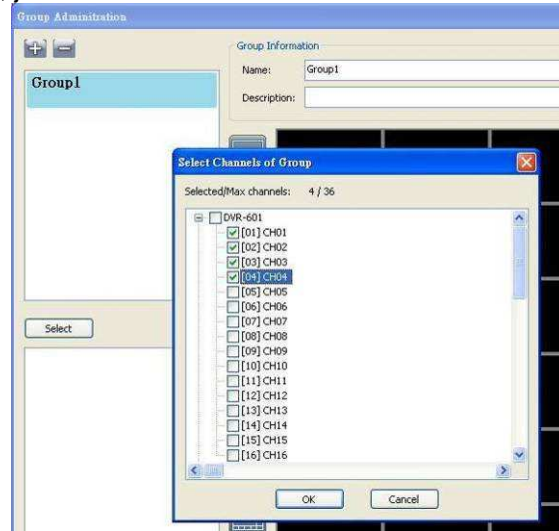 Group Adminitration
Group Information
Name: Group1
Group1
Description:
Select Channels of Group
Selected/Max channels: 4 / 36
DVR-601
[01] CH01
[02] CH02
[03] CH03
[04] CH04
[05] CH05
[06] CH06
[07] CH07
[08] CH08
[09] CH09
[10] CH10
[11] CH11
[12] CH12
[13] CH13
[14] CH14
[15] CH15
[16] CH16
Select
OK Cancel